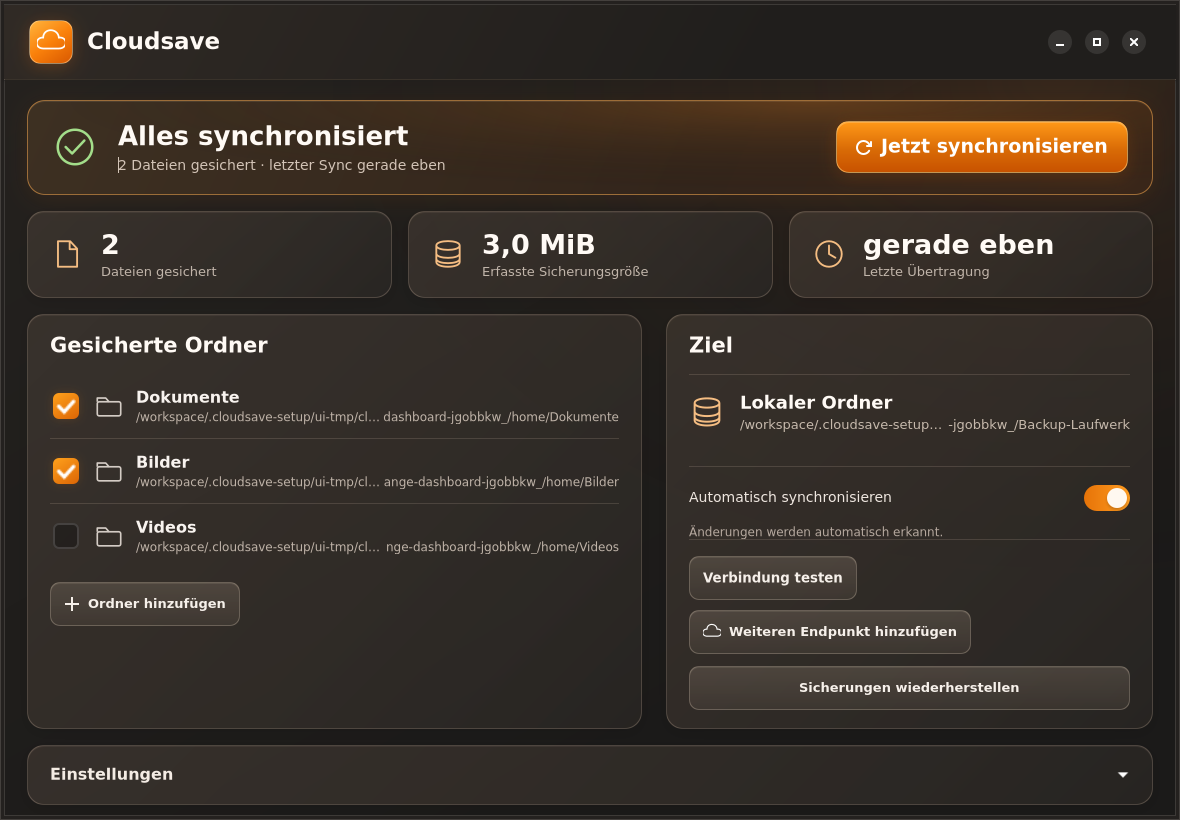 Cloudsave
Alles synchronisiert
2 Dateien gesichert · letzter Sync gerade eben
Jetzt synchronisieren
2
Dateien gesichert
3,0 MiB
Erfasste Sicherungsgröße
gerade eben
Letzte Übertragung
Gesicherte Ordner
Dokumente
/workspace/.cloudsave-setup/ui-tmp/cl… dashboard-jgobbkw_/home/Dokumente
Bilder
/workspace/.cloudsave-setup/ui-tmp/cl… ange-dashboard-jgobbkw_/home/Bilder
Videos
/workspace/.cloudsave-setup/ui-tmp/cl… nge-dashboard-jgobbkw_/home/Videos
Ordner hinzufügen
Ziel
Lokaler Ordner
/workspace/.cloudsave-setup… -jgobbkw_/Backup-Laufwerk
Automatisch synchronisieren
Änderungen werden automatisch erkannt.
Verbindung testen
Weiteren Endpunkt hinzufügen
Sicherungen wiederherstellen
Einstellungen